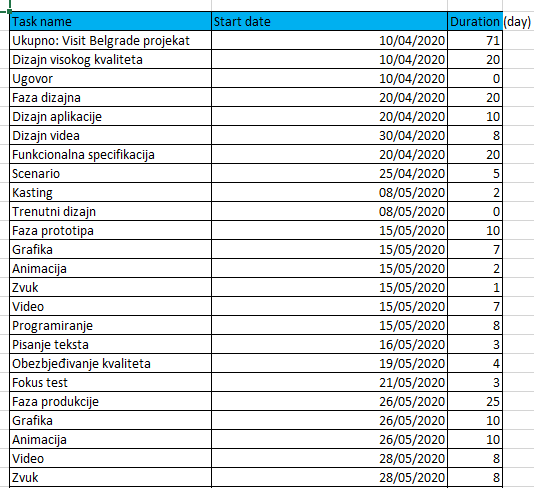 Task name Start date Duration (day)
Ukupno: Visit Belgrade projekat 10/04/2020 71
Dizajn visokog kvaliteta 10/04/2020 20
Ugovor 10/04/2020 0
Faza dizajna 20/04/2020 20
Dizajn aplikacije 20/04/2020 10
Dizajn videa 30/04/2020 8
Funkcionalna specifikacija 20/04/2020 20
Scenario 25/04/2020 5
Kasting 08/05/2020 2
Trenutni dizajn 08/05/2020 0
Faza prototipa 15/05/2020 10
Grafika 15/05/2020 7
Animacija 15/05/2020 2
Zvuk 15/05/2020 1
Video 15/05/2020 7
Programiranje 15/05/2020 8
Pisanje teksta 16/05/2020 3
Obezbjeđivanje kvaliteta 19/05/2020 4
Fokus test 21/05/2020 3
Faza produkcije 26/05/2020 25
Grafika 26/05/2020 10
Animacija 26/05/2020 10
Video 28/05/2020 8
Zvuk 28/05/2020 8